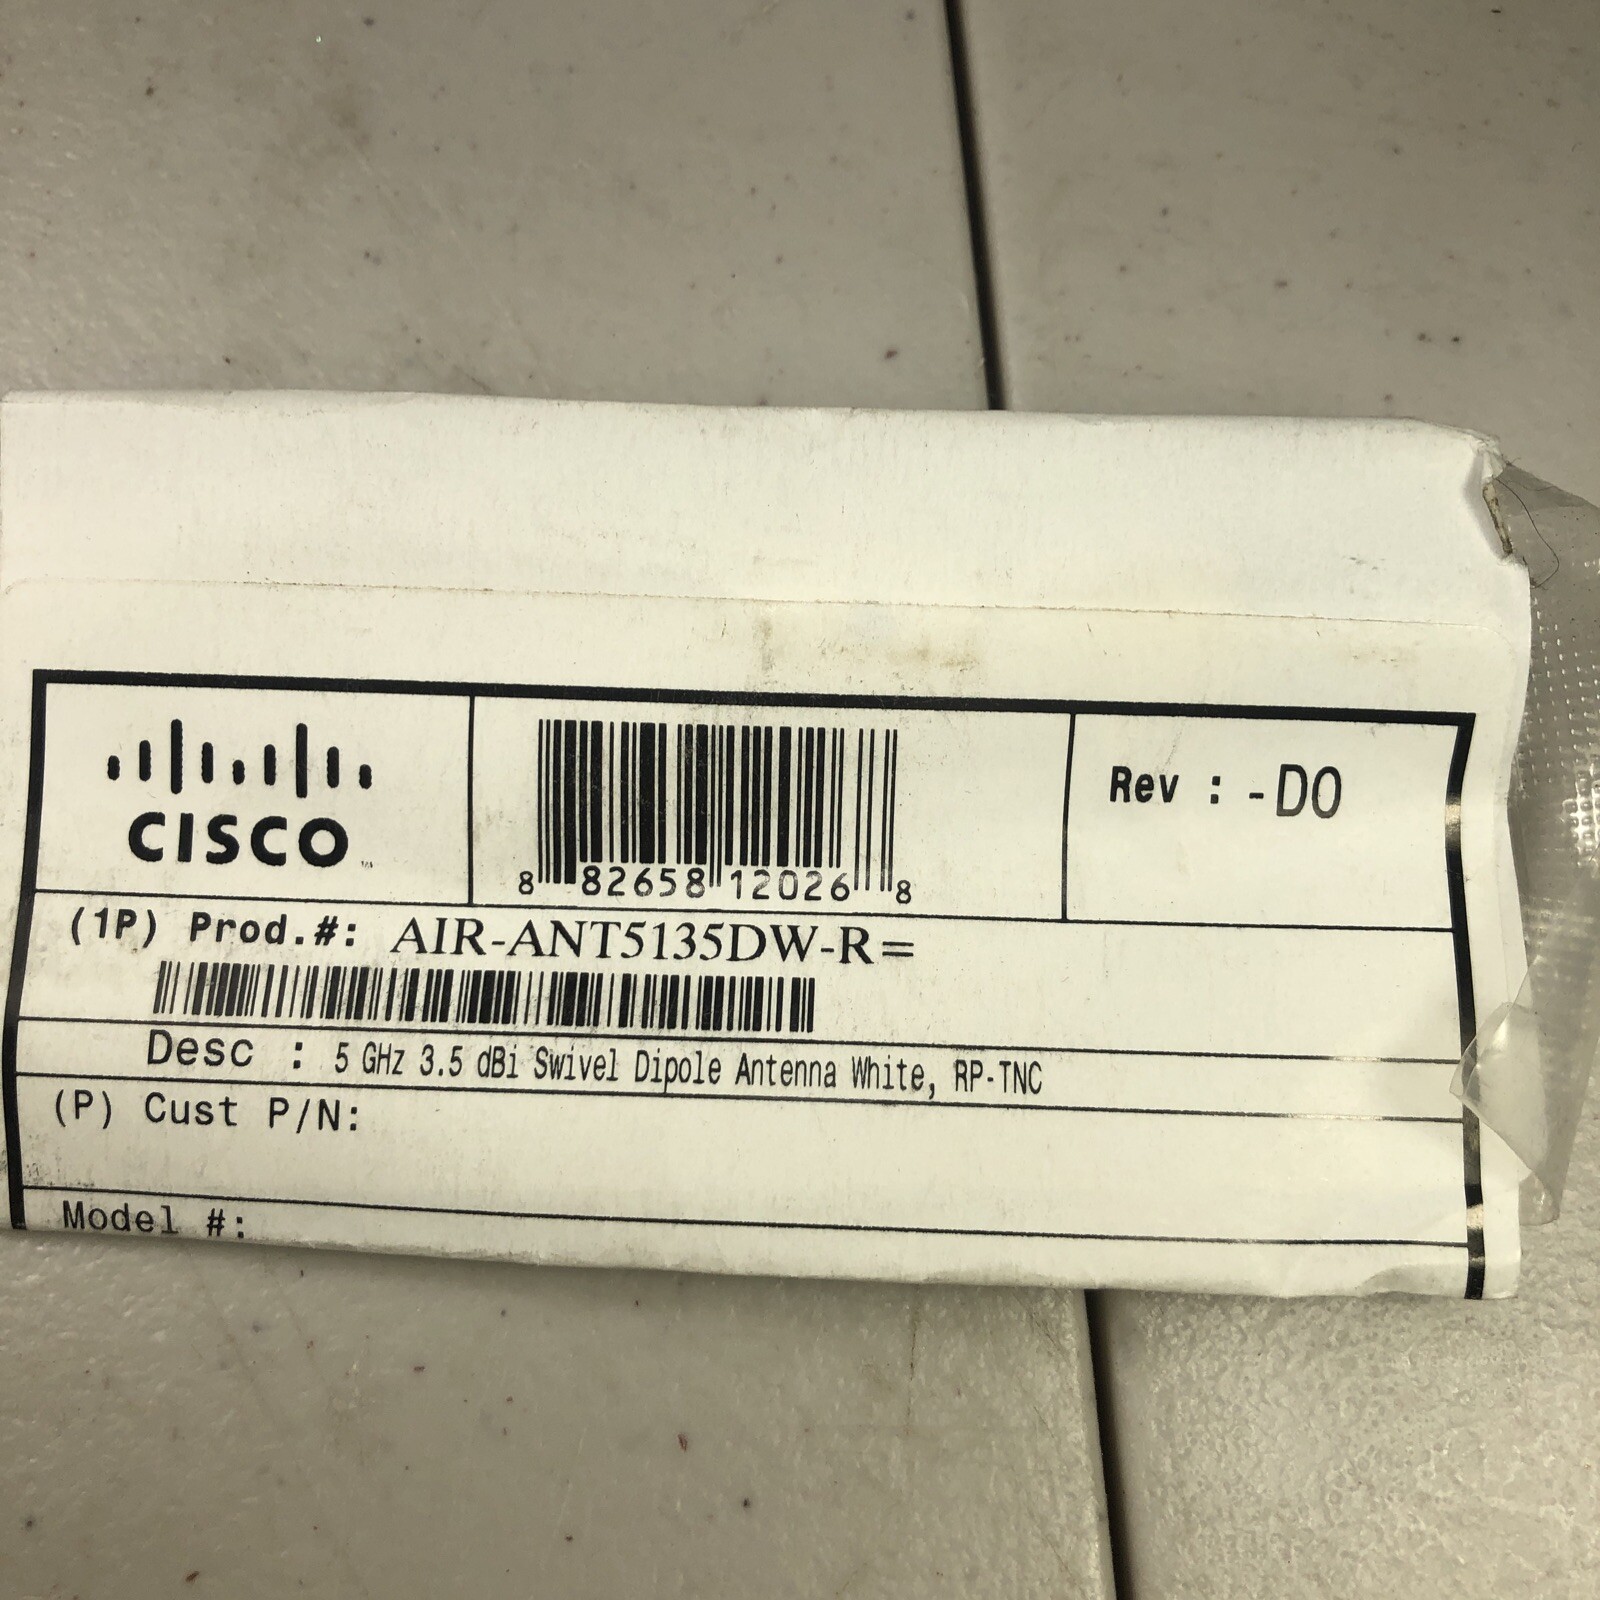 CISCO
8 82658 12026 8
Rev : -D0
(1P) Prod.#: AIR-ANT5135DW-R=
Desc : 5 GHz 3.5 dBi Swivel Dipole Antenna White, RP-TNC
(P) Cust P/N:
Model #: